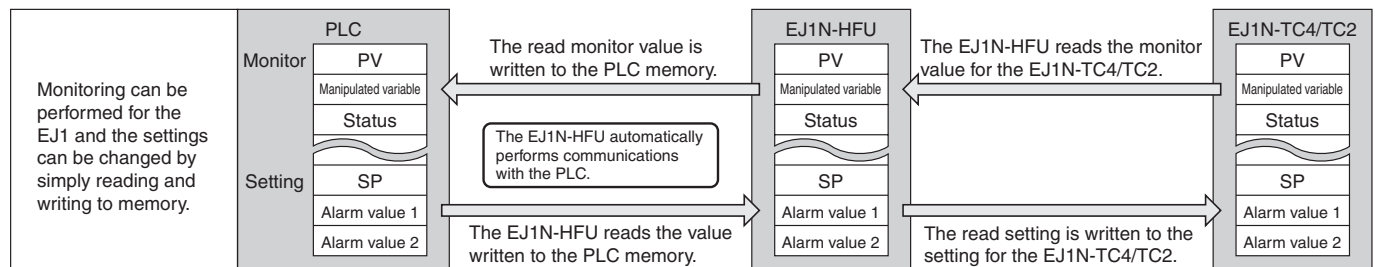 Monitoring can be
performed for the
EJ1 and the settings
can be changed by
simply reading and
writing to memory.
PLC
Monitor
PV
Manipulated variable
Status
Setting
SP
Alarm value 1
Alarm value 2
The read monitor value is
written to the PLC memory.
The EJ1N-HFU automatically
performs communications
with the PLC.
The EJ1N-HFU reads the value
written to the PLC memory.
EJ1N-HFU
PV
Manipulated variable
Status
SP
Alarm value 1
Alarm value 2
The EJ1N-HFU reads the monitor
value for the EJ1N-TC4/TC2.
The read setting is written to the
setting for the EJ1N-TC4/TC2.
EJ1N-TC4/TC2
PV
Manipulated variable
Status
SP
Alarm value 1
Alarm value 2